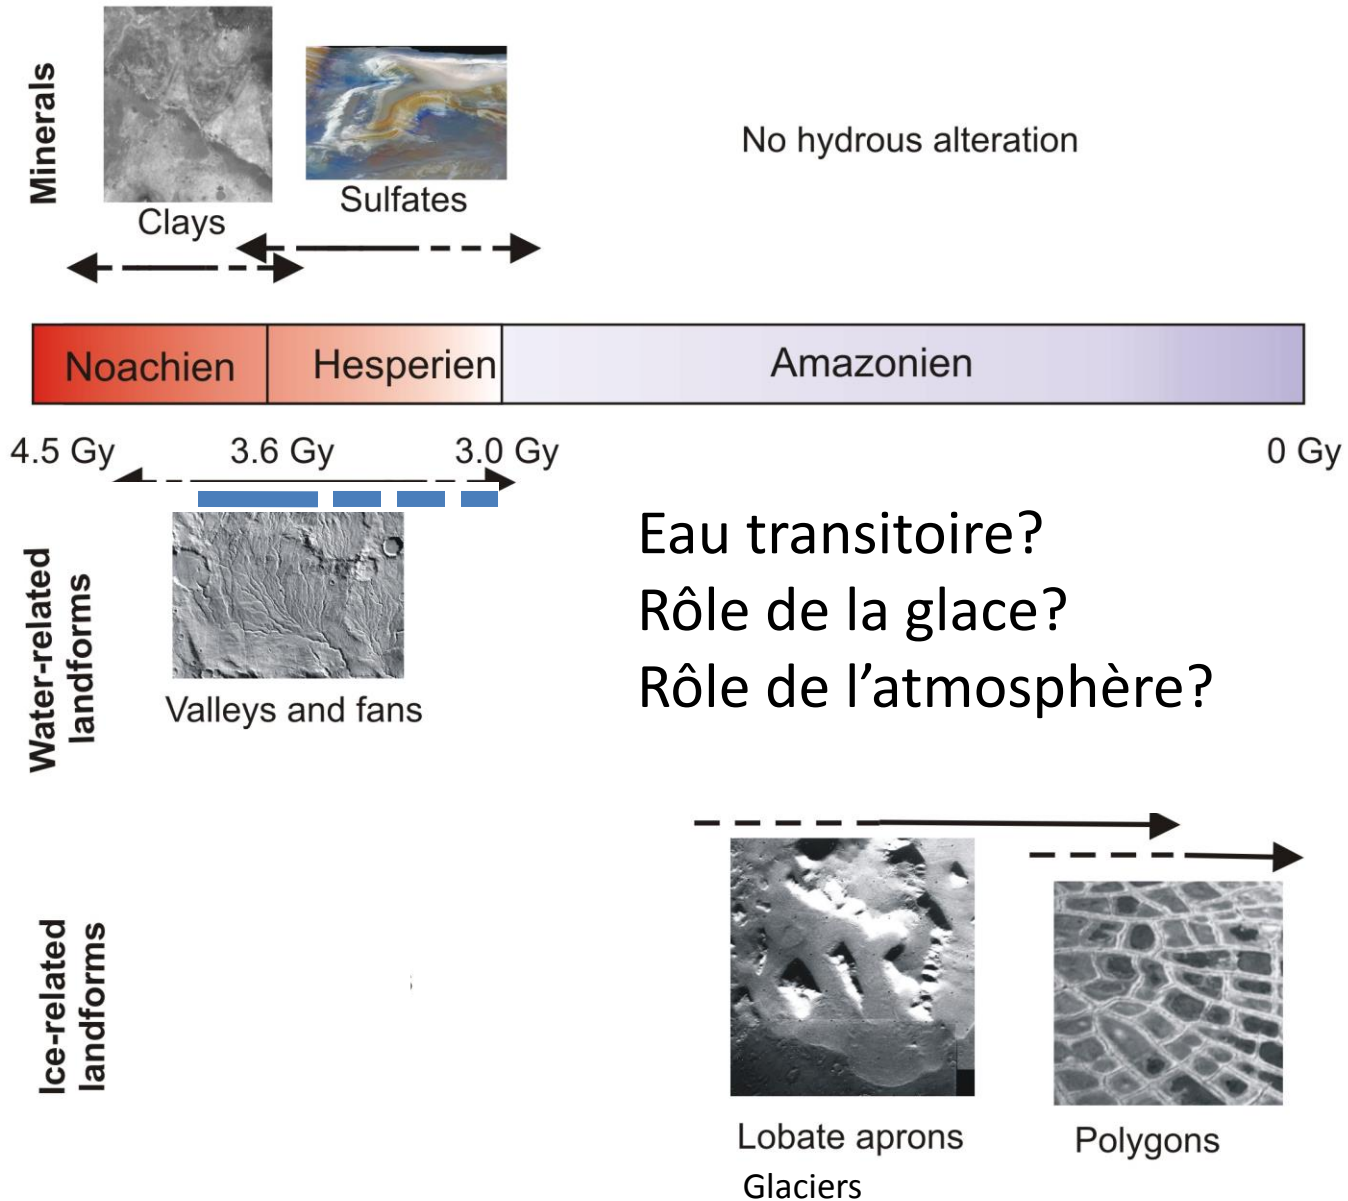 Minerals
Clays
Sulfates
No hydrous alteration
Noachien
Hesperien
Amazonien
4.5 Gy
3.6 Gy
3.0 Gy
0 Gy
Water-related
landforms
Valleys and fans
Eau transitoire?
Rôle de la glace?
Rôle de l’atmosphère?
Ice-related
landforms
Lobate aprons
Glaciers
Polygons